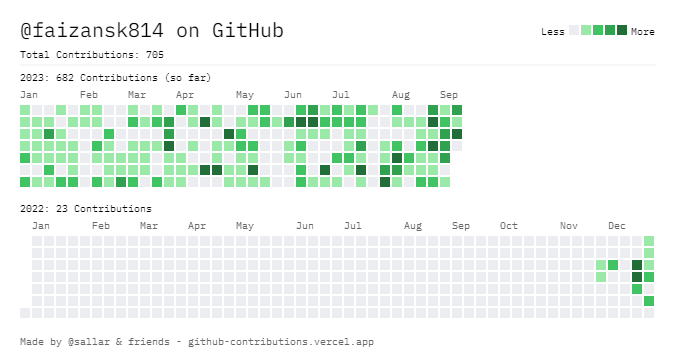 @faizansk814 on GitHub
Less More
Total Contributions: 705
2023: 682 Contributions (so far)
Jan Feb Mar Apr May Jun Jul Aug Sep
2022: 23 Contributions
Jan Feb Mar Apr May Jun Jul Aug Sep Oct Nov Dec
Made by @sallar & friends - github-contributions.vercel.app